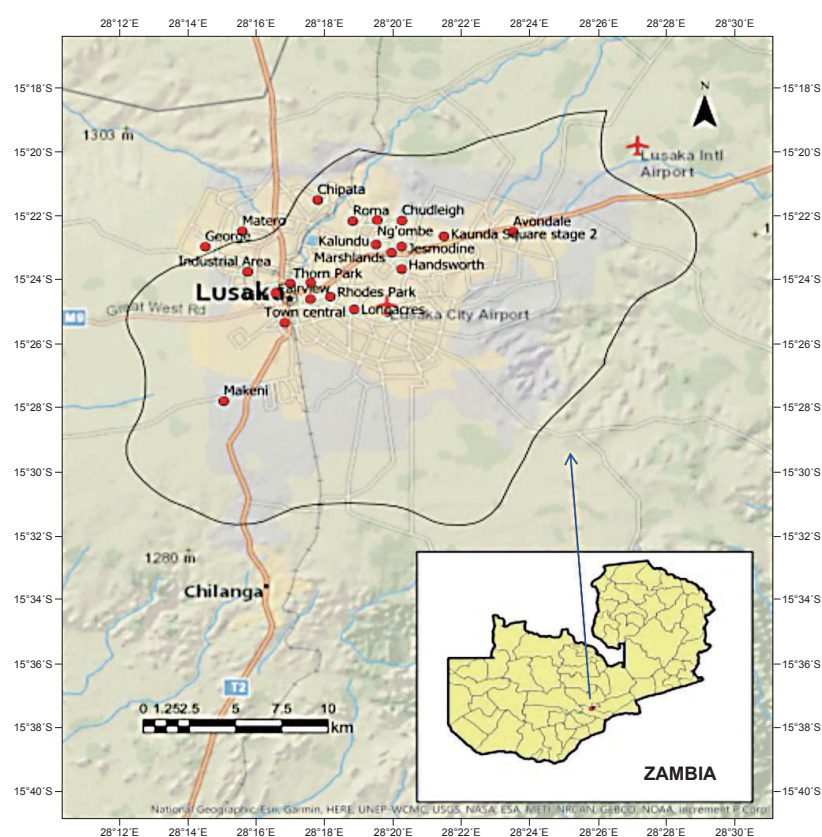 28°12'E 28°14'E 28°16'E 28°18'E 28°20'E 28°22'E 28°24'E 28°26'E 28°28'E 28°30'E
N
15°18'S 15°18'S
1303 m
15°20'S 15°20'S
Lusaka Intl
Airport
Chipata
15°22'S 15°22'S
Roma Chudleigh
Matero Avondale
1
George Ng'ombe Kaunda Square stage 2
Kalundu Jesmodine
Marshlands
Industrial Area Handsworth
15°24'S 15°24'S
Thorn Park
Lusaka Fairview Rhodes Park
Great West Rd Town central Longacres
Lusaka City Airport
M9
15°26'S 15°26'S
Makeni
15°28'S 15°28'S
15°30'S 15°30'S
15°32'S 15°32'S
1280 m
Chilanga
15°34'S 15°34'S
15°36'S 15°36'S
T2
0 1.25 2.5 5 7.5 10
km
15°38'S 15°38'S
ZAMBIA
15°40'S 15°40'S
National Geographic, Esri, Garmin, HERE, UNEP-WCMC, USGS, NASA, ESA, METI, NRCAN, GEBCO, NOAA, increment P Corp.
28°12'E 28°14'E 28°16'E 28°18'E 28°20'E 28°22'E 28°24'E 28°26'E 28°28'E 28°30'E